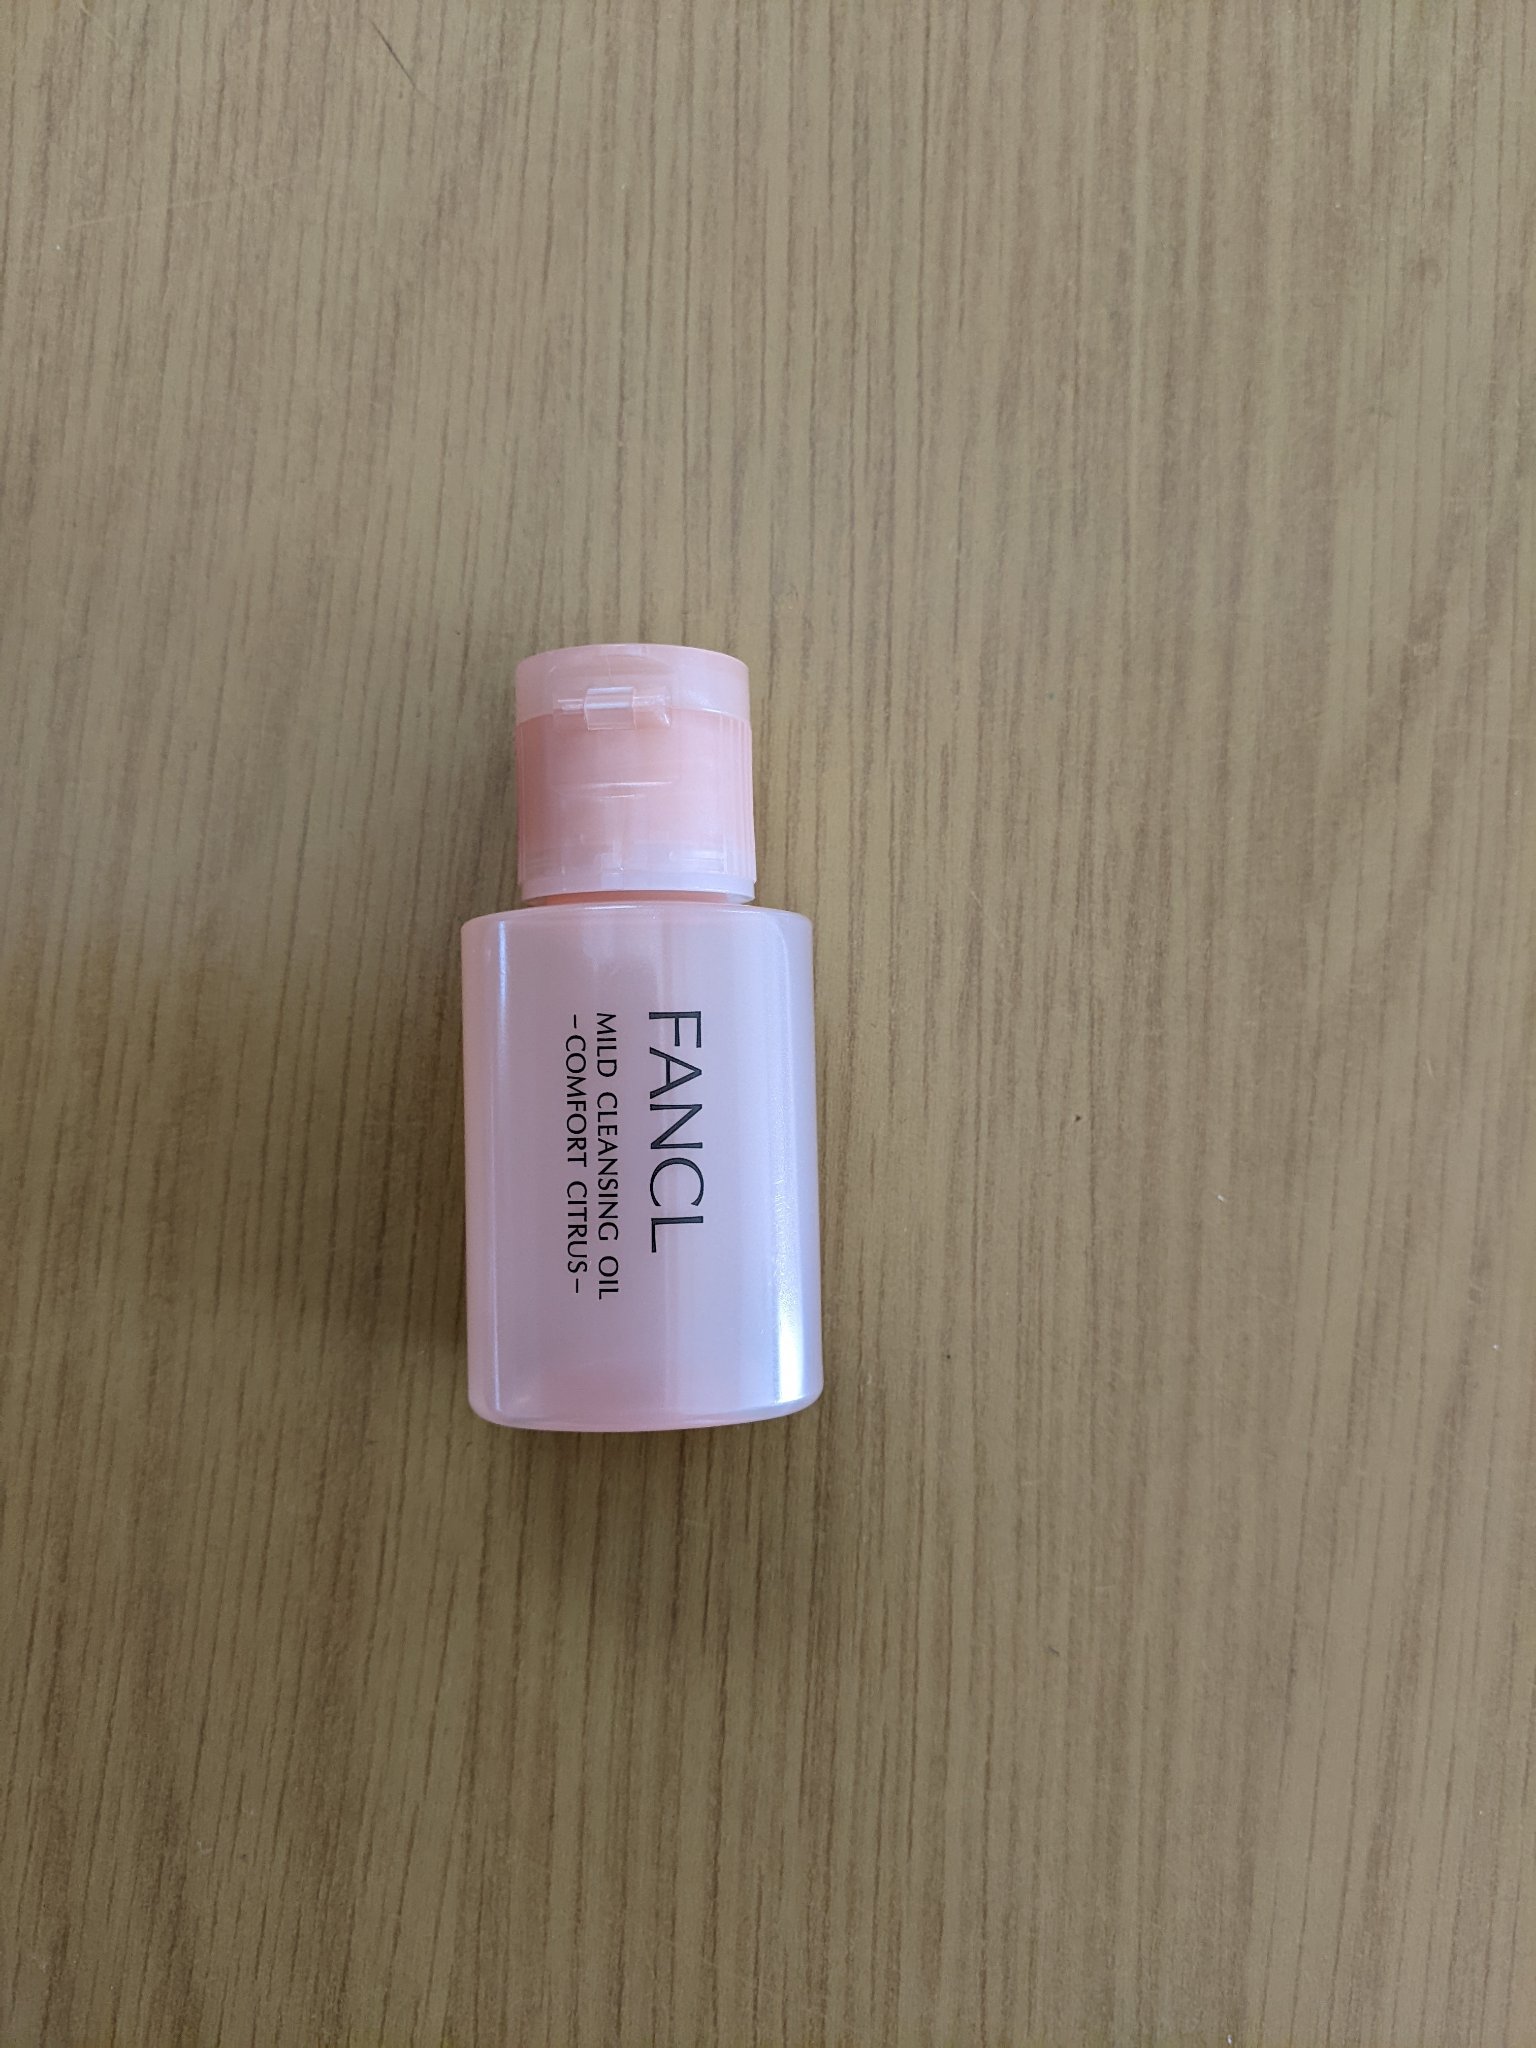 FANCL
MILD CLEANSING OIL
–COMFORT CITRUS–